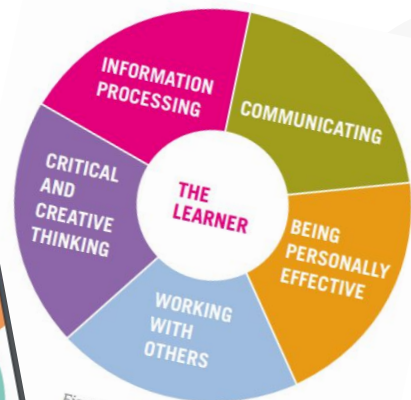 INFORMATION
PROCESSING
COMMUNICATING
CRITICAL
AND
CREATIVE
THINKING
THE
LEARNER
BEING
PERSONALLY
EFFECTIVE
WORKING
WITH
OTHERS